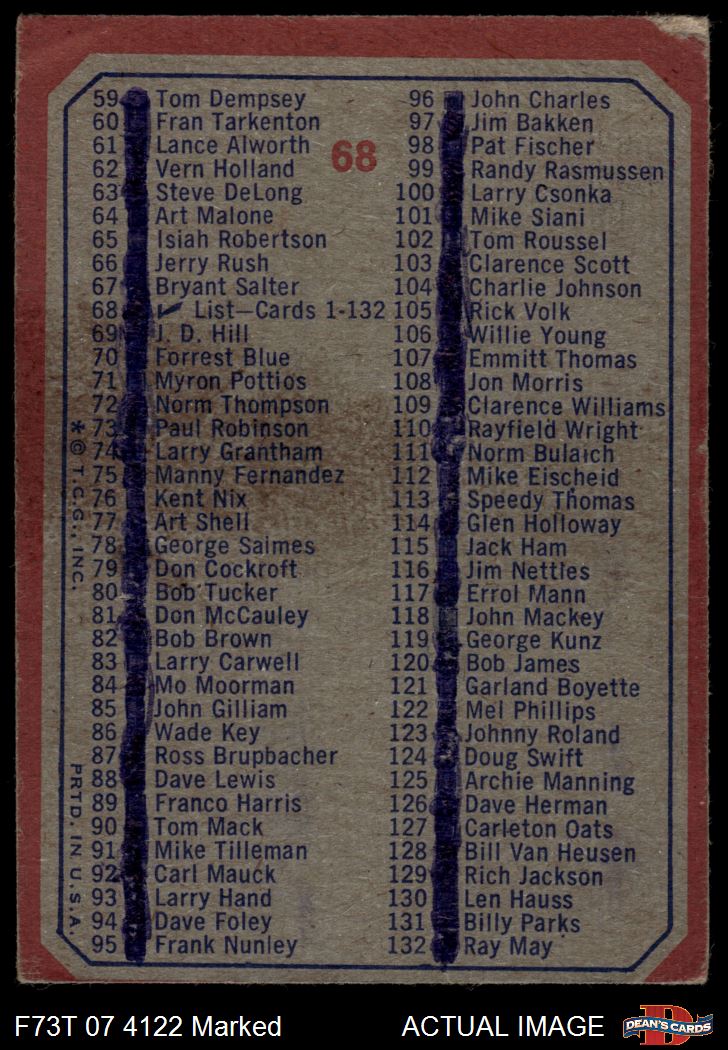 68
59 Tom Dempsey
60 Fran Tarkenton
61 Lance Alworth
62 Vern Holland
63 Steve DeLong
64 Art Malone
65 Isiah Robertson
66 Jerry Rush
67 Bryant Salter
68 ✓ List—Cards 1-132
69 J. D. Hill
70 Forrest Blue
71 Myron Pottios
72 Norm Thompson
73 Paul Robinson
74 Larry Grantham
75 Manny Fernandez
76 Kent Nix
77 Art Shell
78 George Saimes
79 Don Cockroft
80 Bob Tucker
81 Don McCauley
82 Bob Brown
83 Larry Carwell
84 Mo Moorman
85 John Gilliam
86 Wade Key
87 Ross Brupbacher
88 Dave Lewis
89 Franco Harris
90 Tom Mack
91 Mike Tilleman
92 Carl Mauck
93 Larry Hand
94 Dave Foley
95 Frank Nunley
96 John Charles
97 Jim Bakken
98 Pat Fischer
99 Randy Rasmussen
100 Larry Csonka
101 Mike Siani
102 Tom Roussel
103 Clarence Scott
104 Charlie Johnson
105 Rick Volk
106 Willie Young
107 Emmitt Thomas
108 Jon Morris
109 Clarence Williams
110 Rayfield Wright
111 Norm Bulaich
112 Mike Eischeid
113 Speedy Thomas
114 Glen Holloway
115 Jack Ham
116 Jim Nettles
117 Errol Mann
118 John Mackey
119 George Kunz
120 Bob James
121 Garland Boyette
122 Mel Phillips
123 Johnny Roland
124 Doug Swift
125 Archie Manning
126 Dave Herman
127 Carleton Oats
128 Bill Van Heusen
129 Rich Jackson
130 Len Hauss
131 Billy Parks
132 Ray May
* © T.C.G., INC. PRTD. IN U.S.A.
F73T 07 4122 Marked ACTUAL IMAGE
D
DEAN'S CARDS